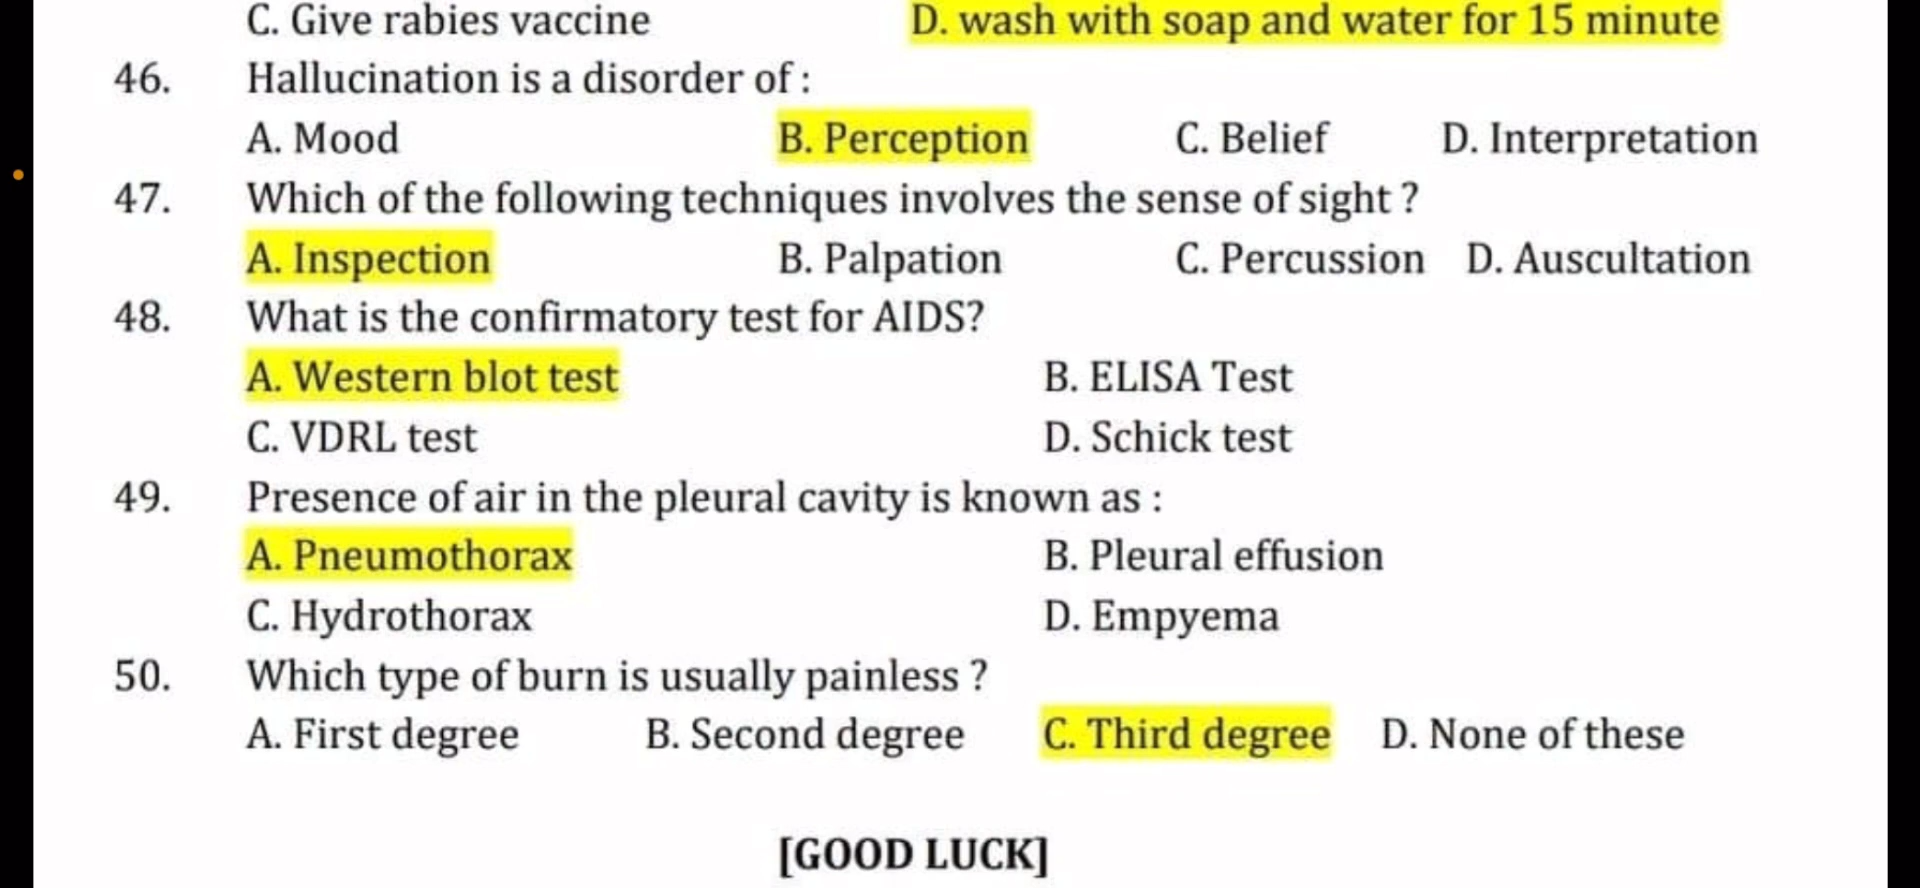 C. Give rabies vaccine D. wash with soap and water for 15 minute
46. Hallucination is a disorder of :
A. Mood B. Perception C. Belief D. Interpretation
47. Which of the following techniques involves the sense of sight ?
A. Inspection B. Palpation C. Percussion D. Auscultation
48. What is the confirmatory test for AIDS?
A. Western blot test B. ELISA Test
C. VDRL test D. Schick test
49. Presence of air in the pleural cavity is known as :
A. Pneumothorax B. Pleural effusion
C. Hydrothorax D. Empyema
50. Which type of burn is usually painless ?
A. First degree B. Second degree C. Third degree D. None of these
[GOOD LUCK]